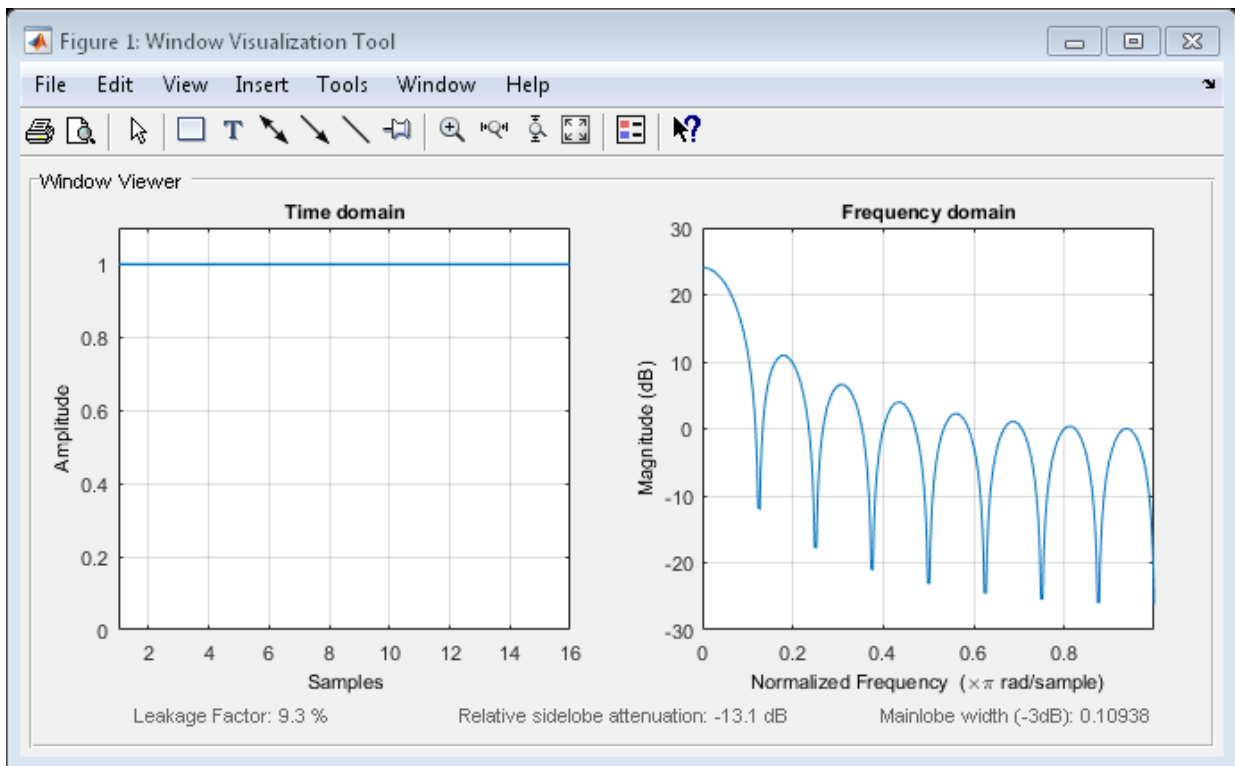 Figure 1: Window Visualization Tool
File Edit View Insert Tools Window Help
T
?
Window Viewer
Time domain
Amplitude
1
0.8
0.6
0.4
0.2
0
2 4 6 8 10 12 14 16
Samples
Frequency domain
Magnitude (dB)
30
20
10
0
-10
-20
-30
0 0.2 0.4 0.6 0.8
Normalized Frequency (×π rad/sample)
Leakage Factor: 9.3 % Relative sidelobe attenuation: -13.1 dB Mainlobe width (-3dB): 0.10938